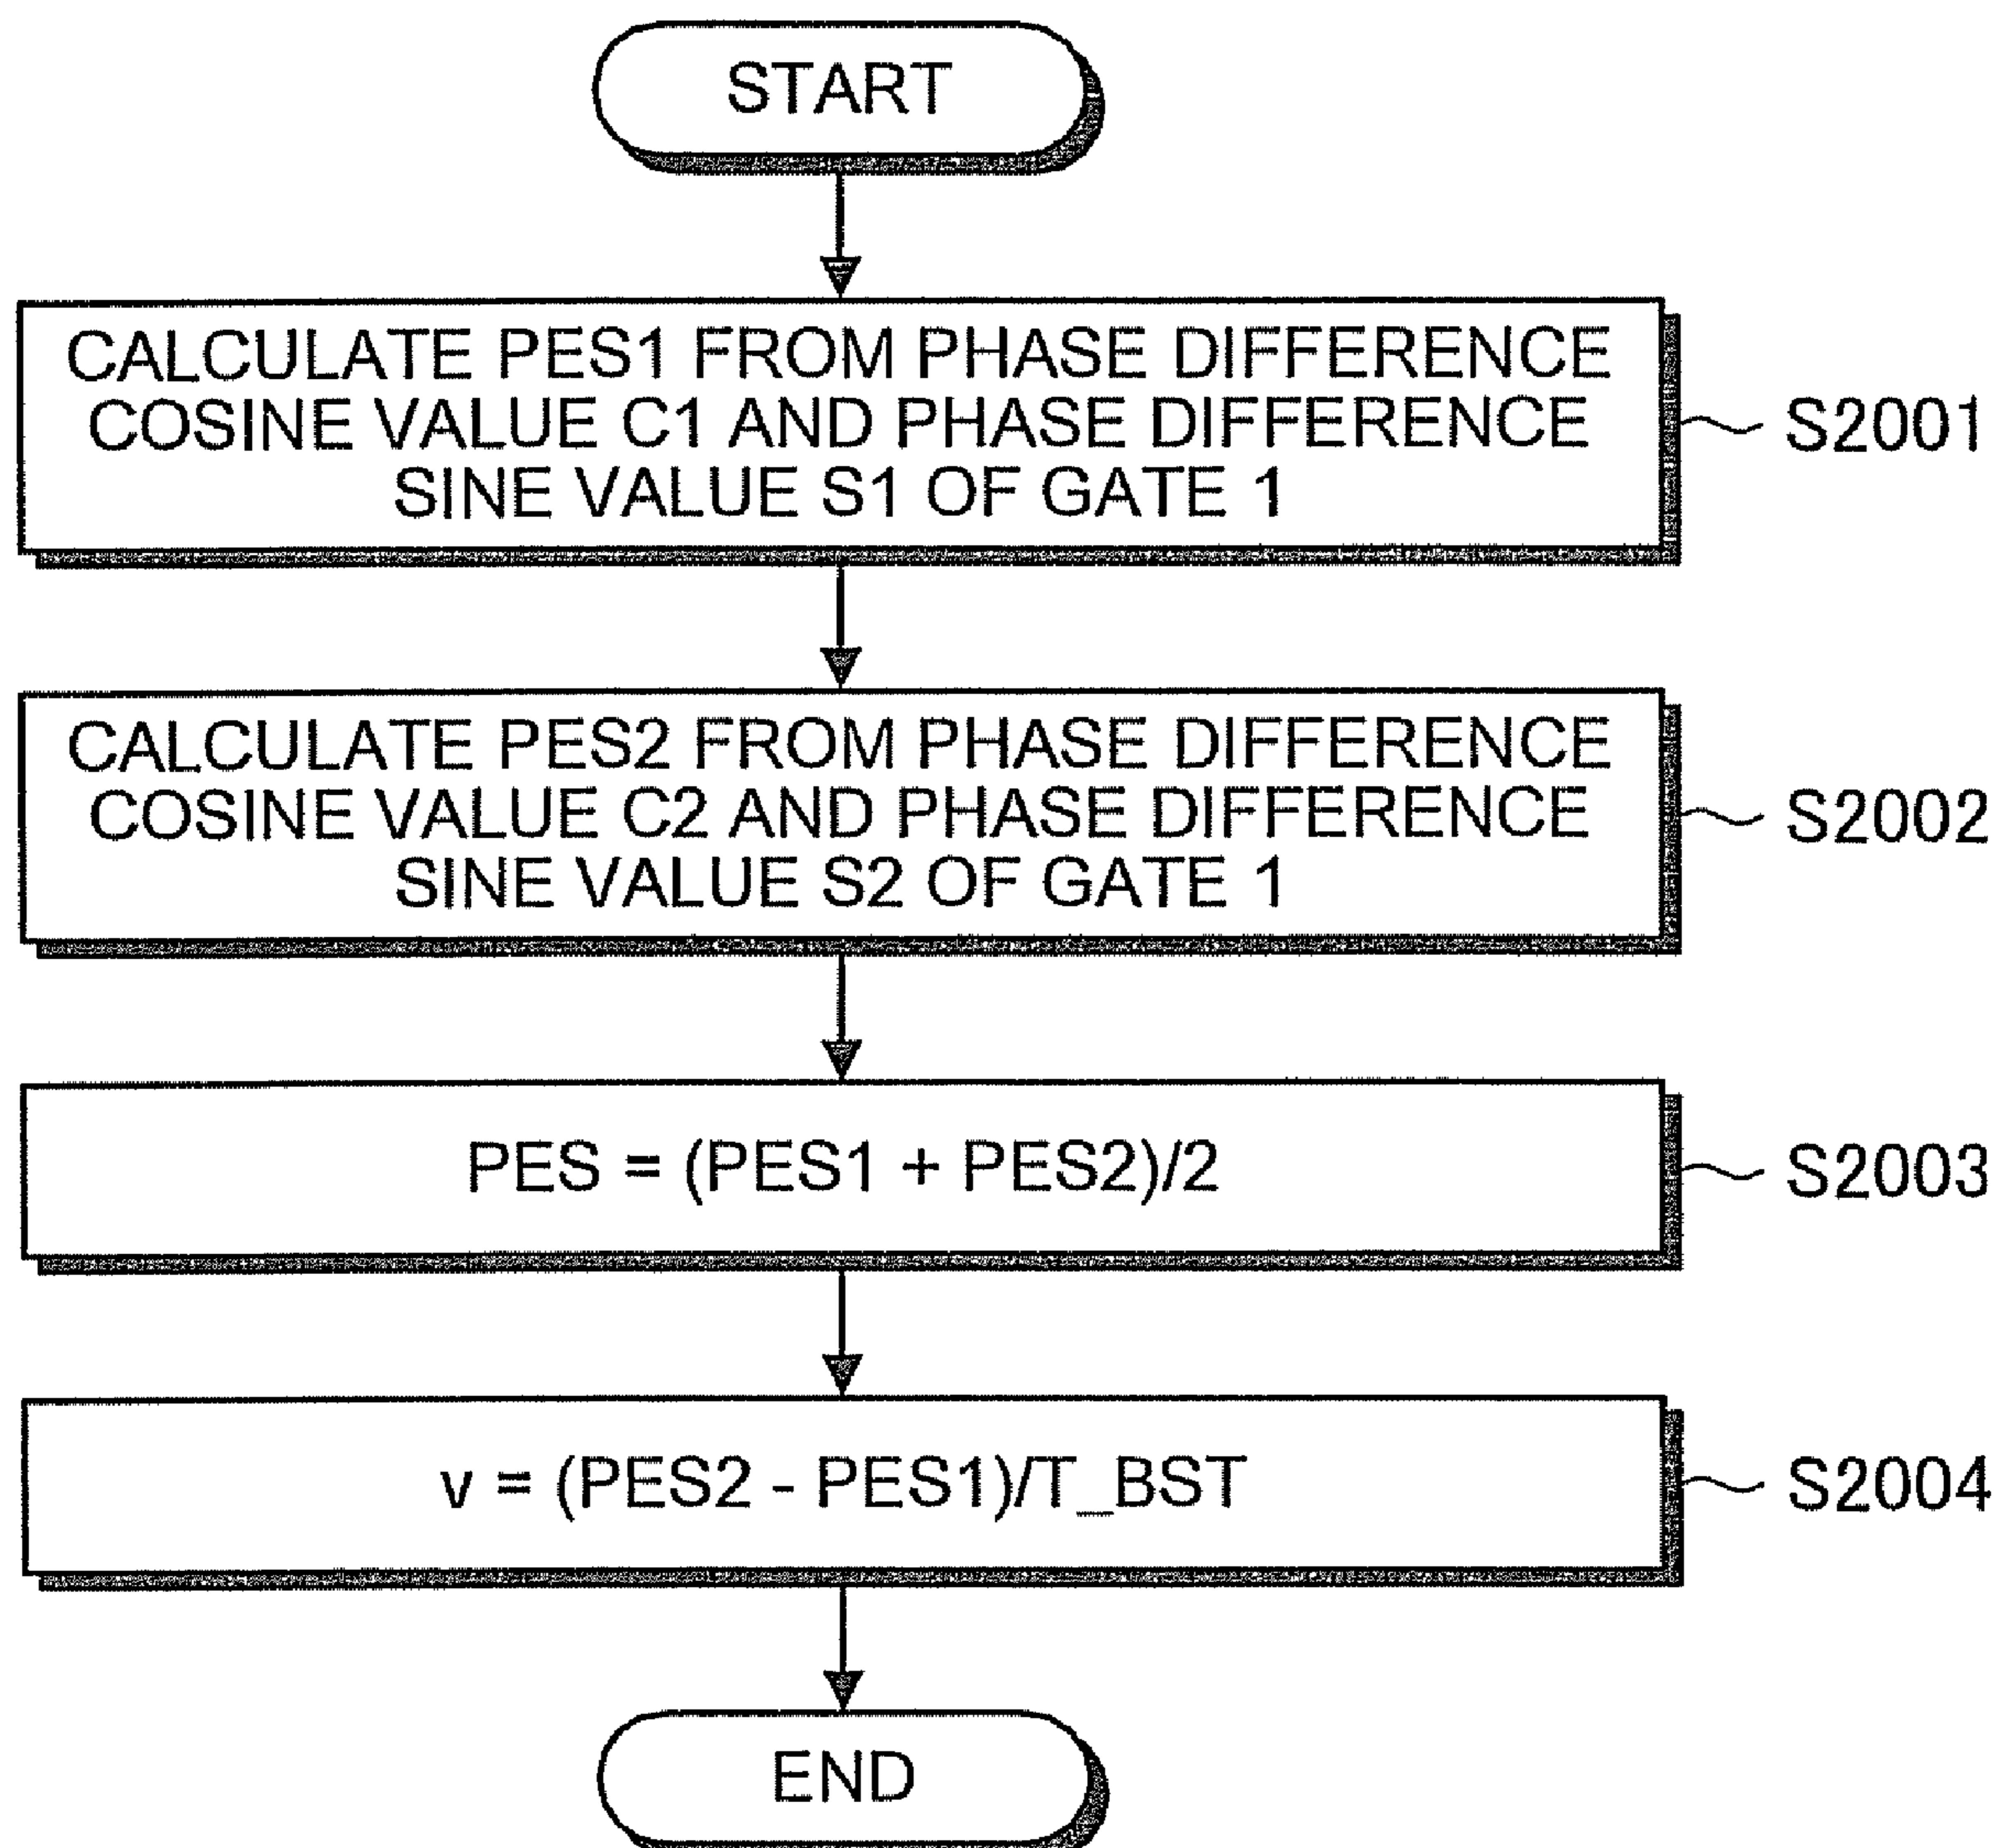 START
CALCULATE PES1 FROM PHASE DIFFERENCE
COSINE VALUE C1 AND PHASE DIFFERENCE
SINE VALUE S1 OF GATE 1
S2001
CALCULATE PES2 FROM PHASE DIFFERENCE
COSINE VALUE C2 AND PHASE DIFFERENCE
SINE VALUE S2 OF GATE 1
S2002
PES = (PES1 + PES2)/2
S2003
v = (PES2 - PES1)/T_BST
S2004
END